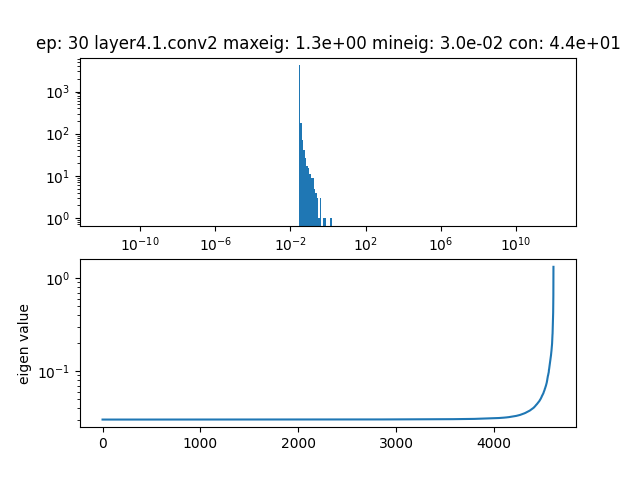 ep: 30 layer4.1.conv2 maxeig: 1.3e+00 mineig: 3.0e-02 con: 4.4e+01
10³
10²
10¹
10⁰
10⁻¹⁰ 10⁻⁶ 10⁻² 10² 10⁶ 10¹⁰
10⁰
10⁻¹
eigen value
0 1000 2000 3000 4000